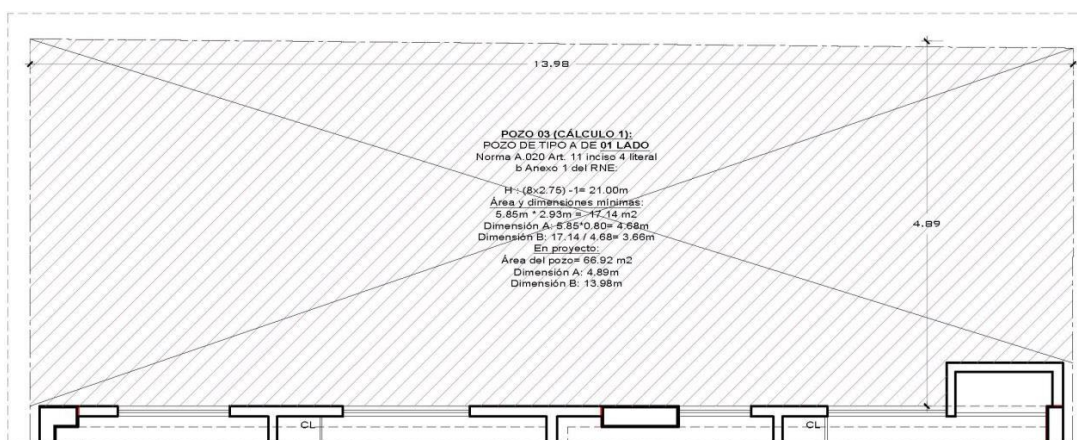 13.98
POZO 03 (CÁLCULO 1):
POZO DE TIPO A DE 01 LADO
Norma A.020 Art. 11 inciso 4 literal
b Anexo 1 del RNE:
H : (8x2.75) -1= 21.00m
Área y dimensiones mínimas:
5.85m * 2.93m = 17.14 m2
Dimensión A: 5.85*0.80= 4.68m
Dimensión B: 17.14 / 4.68= 3.66m
En proyecto:
Área del pozo= 66.92 m2
Dimensión A: 4.89m
Dimensión B: 13.98m
4.89
CL
CL